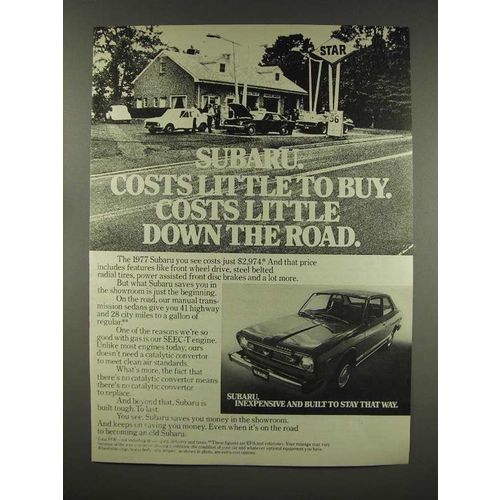 STAR
56
SUBARU.
COSTS LITTLE TO BUY.
COSTS LITTLE
DOWN THE ROAD.
The 1977 Subaru you see costs just $2,974.* And that price
includes features like front wheel drive, steel belted
radial tires, power assisted front disc brakes and a lot more.
But what Subaru saves you in
the showroom is just the beginning.
On the road, our manual trans-
mission sedans give you 41 highway
and 28 city miles to a gallon of
regular.**
One of the reasons we're so
good with gas is our SEEC-T engine.
Unlike most engines today, ours
doesn't need a catalytic convertor
to meet clean air standards.
What's more, the fact that
there's no catalytic convertor means
there's no catalytic convertor
to replace.
And beyond that, Subaru is
built tough. To last.
You see, Subaru saves you money in the showroom.
And keeps on saving you money. Even when it's on the road
to becoming an old Subaru.
SUBARU.
INEXPENSIVE AND BUILT TO STAY THAT WAY.